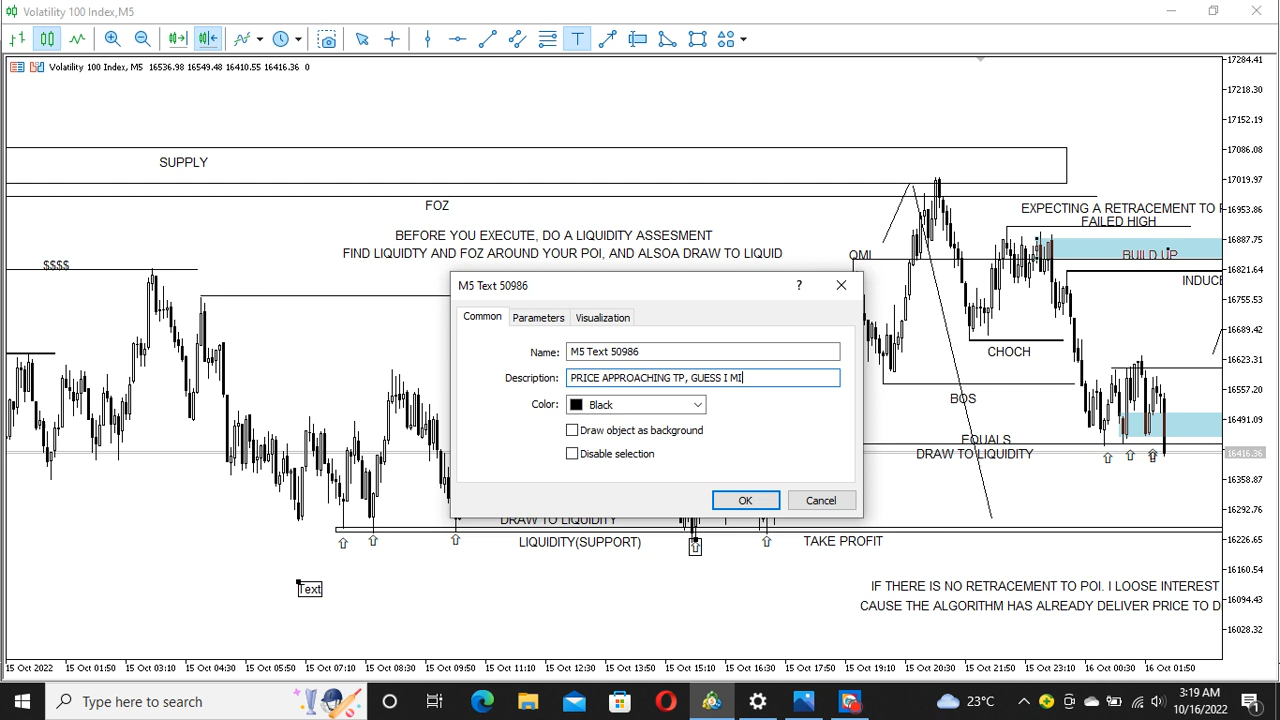 Volatility 100 Index,M5
Volatility 100 Index, M5 16536.98 16549.48 16410.55 16416.36 0
SUPPLY
FOZ
BEFORE YOU EXECUTE, DO A LIQUIDITY ASSESMENT
FIND LIQUIDTY AND FOZ AROUND YOUR POI, AND ALSOA DRAW TO LIQUID
$$$$
QMI
EXPECTING A RETRACEMENT TO
FAILED HIGH
BUILD UP
INDUCE
CHOCH
BOS
EQUALS
DRAW TO LIQUIDITY
M5 Text 50986
?
Common
Parameters
Visualization
Name:
M5 Text 50986
Description:
PRICE APPROACHING TP, GUESS I MI
Color:
Black
Draw object as background
Disable selection
OK
Cancel
DRAW TO LIQUIDITY
LIQUIDITY(SUPPORT)
TAKE PROFIT
Text
IF THERE IS NO RETRACEMENT TO POI. I LOOSE INTEREST
CAUSE THE ALGORITHM HAS ALREADY DELIVER PRICE TO D
17284.41
17218.30
17152.19
17086.08
17019.97
16953.86
16887.75
16821.64
16755.53
16689.42
16623.31
16557.20
16491.09
16416.36
16358.87
16292.76
16226.65
16160.54
16094.43
16028.32
15 Oct 2022
15 Oct 01:50
15 Oct 03:10
15 Oct 04:30
15 Oct 05:50
15 Oct 07:10
15 Oct 08:30
15 Oct 09:50
15 Oct 11:10
15 Oct 12:30
15 Oct 13:50
15 Oct 15:10
15 Oct 16:30
15 Oct 17:50
15 Oct 19:10
15 Oct 20:30
15 Oct 21:50
15 Oct 23:10
16 Oct 00:30
16 Oct 01:50
Type here to search
23°C
3:19 AM
10/16/2022
1